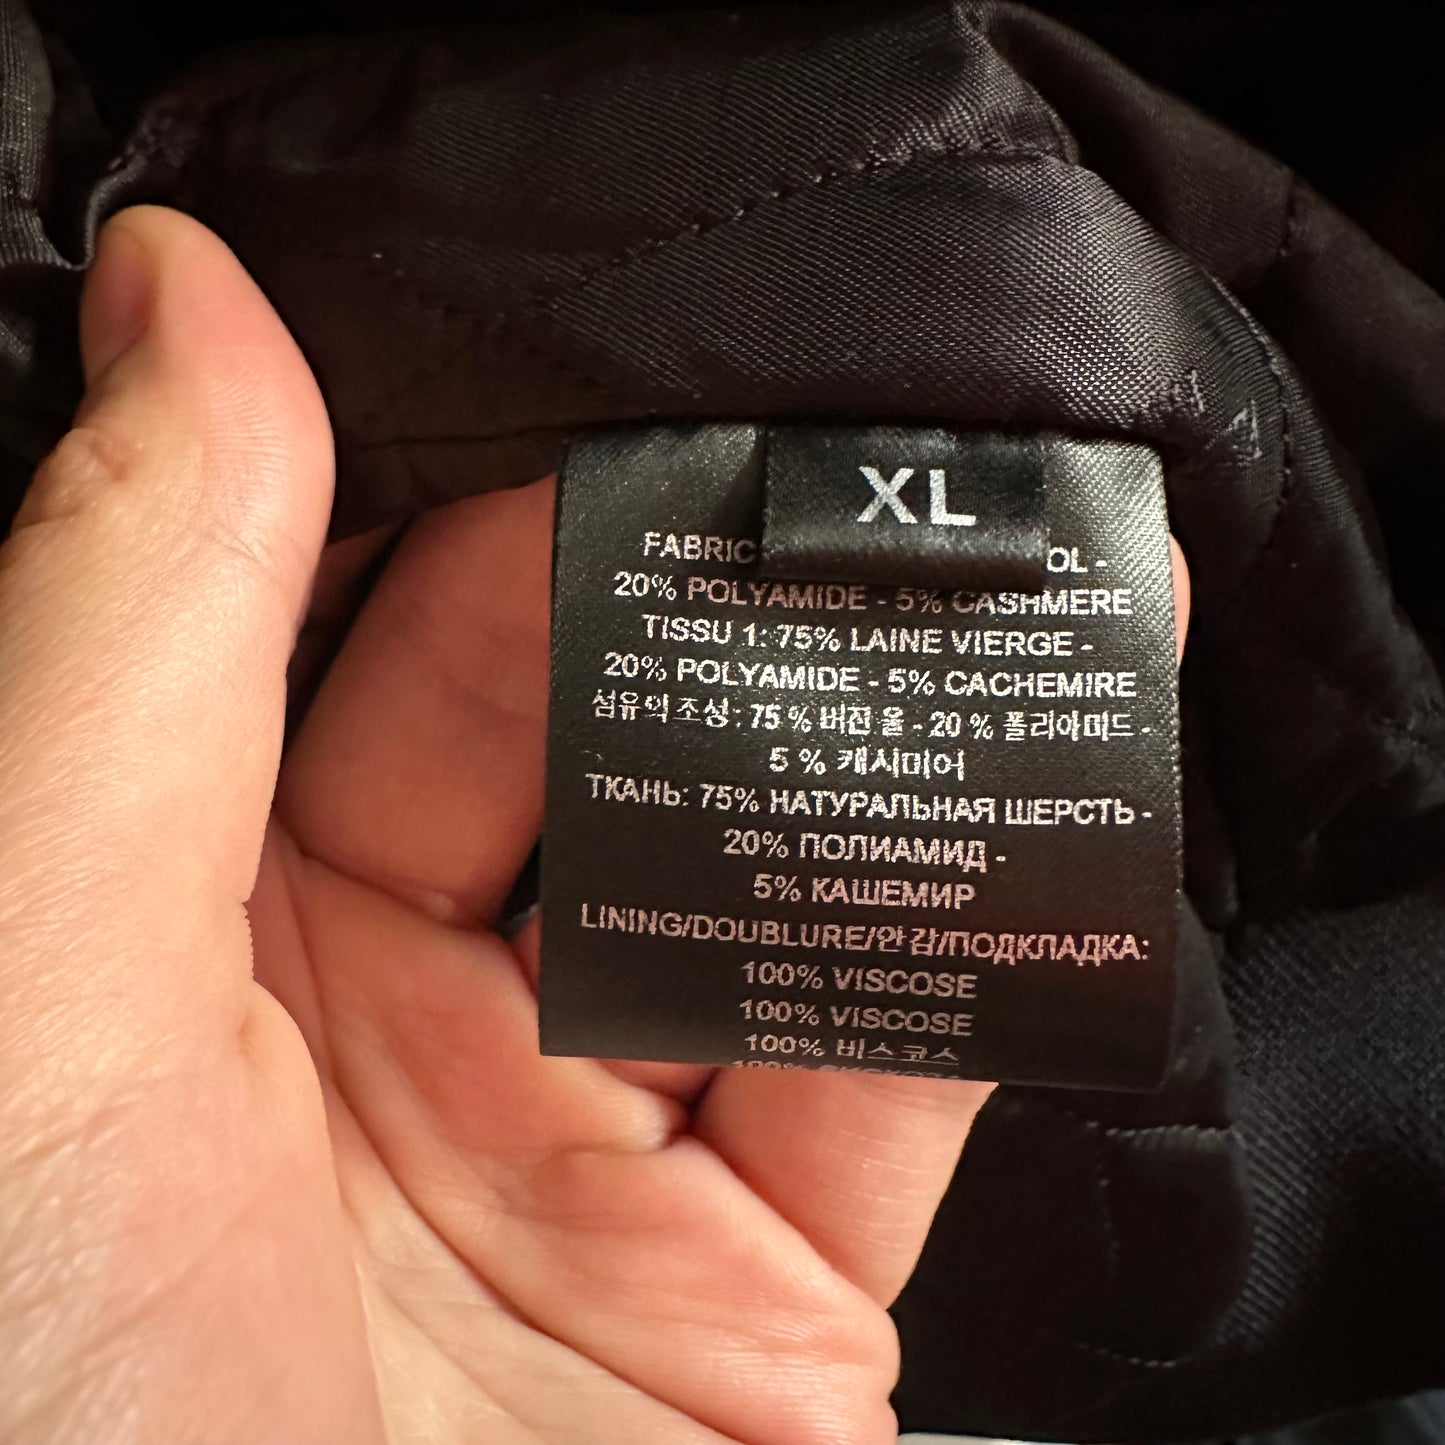 XL
FABRIC OL -
20% POLYAMIDE - 5% CASHMERE
TISSU 1: 75% LAINE VIERGE -
20% POLYAMIDE - 5% CACHEMIRE
섬유의 조성 : 75 % 버진 울 - 20 % 폴리아미드 -
5 % 캐시미어
ТКАНЬ: 75% НАТУРАЛЬНАЯ ШЕРСТЬ -
20% ПОЛИАМИД -
5% КАШЕМИР
LINING/DOUBLURE/안감/ПОДКЛАДКА:
100% VISCOSE
100% VISCOSE
100% 비스코스